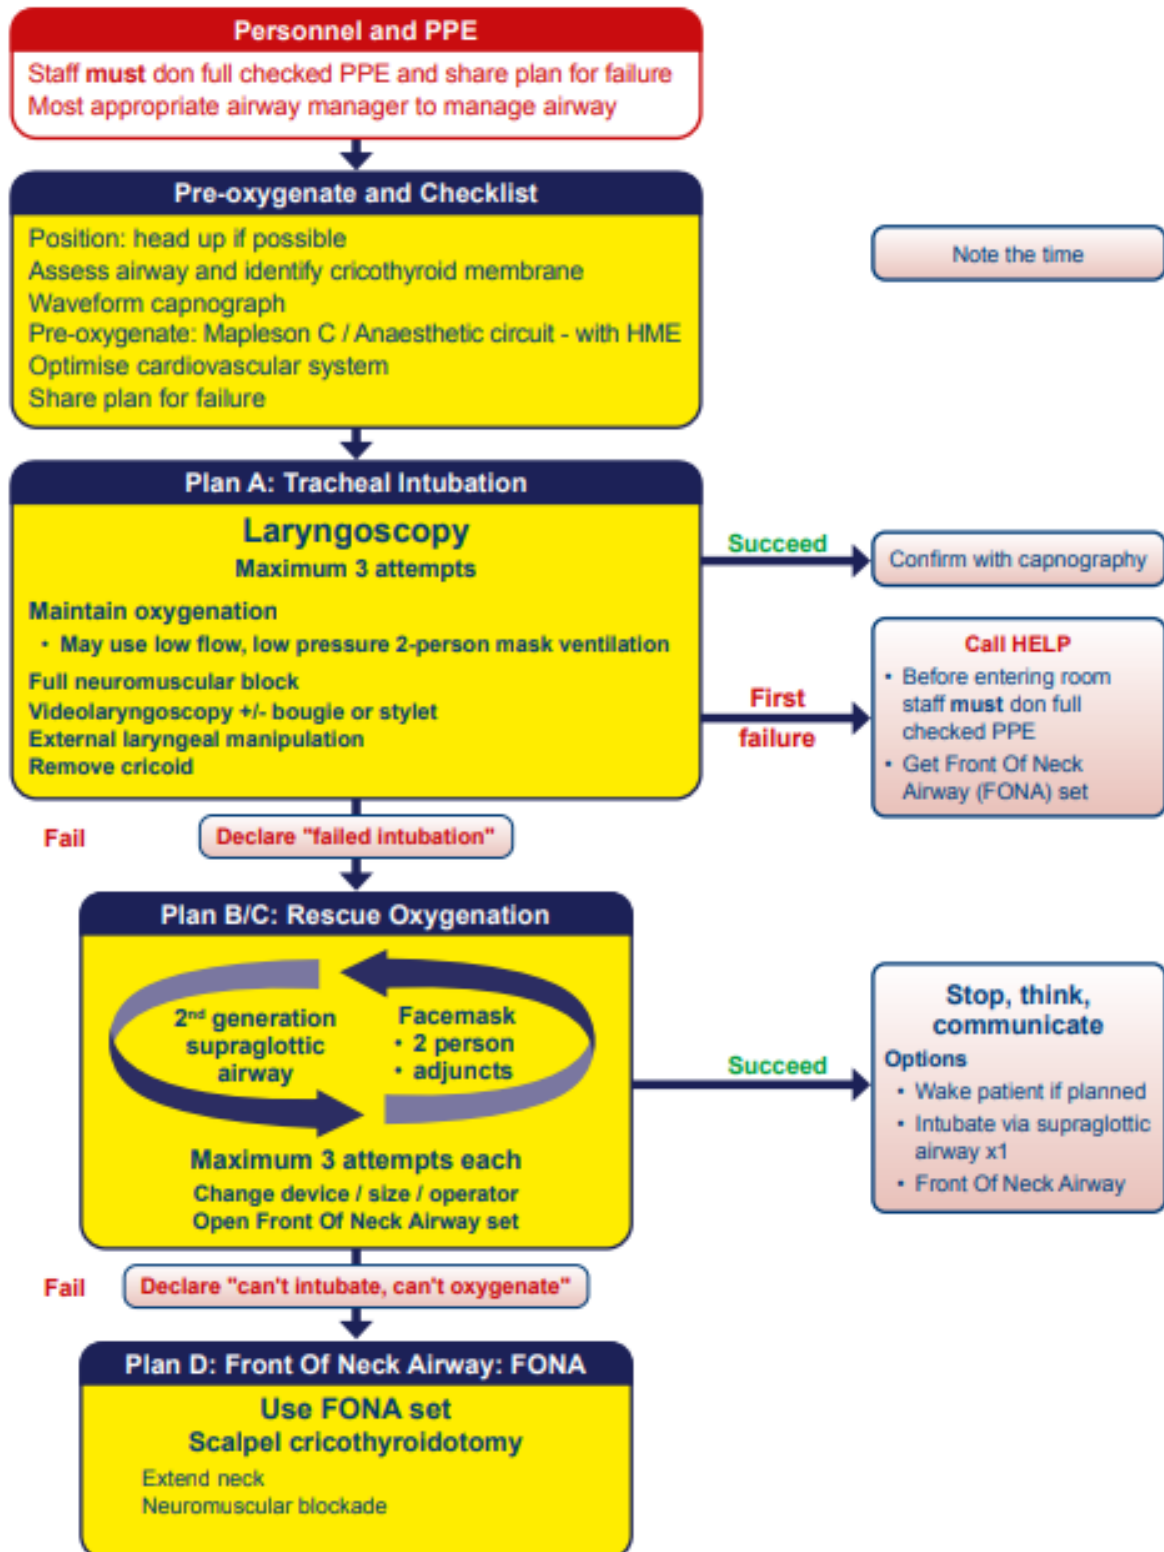 Personnel and PPE
Staff must don full checked PPE and share plan for failure
Most appropriate airway manager to manage airway
Pre-oxygenate and Checklist
Position: head up if possible
Assess airway and identify cricothyroid membrane
Waveform capnograph
Pre-oxygenate: Mapleson C / Anaesthetic circuit - with HME
Optimise cardiovascular system
Share plan for failure
Note the time
Plan A: Tracheal Intubation
Laryngoscopy
Maximum 3 attempts
Maintain oxygenation
• May use low flow, low pressure 2-person mask ventilation
Full neuromuscular block
Videolaryngoscopy +/- bougie or stylet
External laryngeal manipulation
Remove cricoid
Succeed
Confirm with capnography
First
failure
Call HELP
• Before entering room
staff must don full
checked PPE
• Get Front Of Neck
Airway (FONA) set
Fail
Declare "failed intubation"
Plan B/C: Rescue Oxygenation
2nd generation
supraglottic
airway
Facemask
• 2 person
• adjuncts
Maximum 3 attempts each
Change device / size / operator
Open Front Of Neck Airway set
Succeed
Stop, think,
communicate
Options
• Wake patient if planned
• Intubate via supraglottic
airway x1
• Front Of Neck Airway
Fail
Declare "can't intubate, can't oxygenate"
Plan D: Front Of Neck Airway: FONA
Use FONA set
Scalpel cricothyroidotomy
Extend neck
Neuromuscular blockade